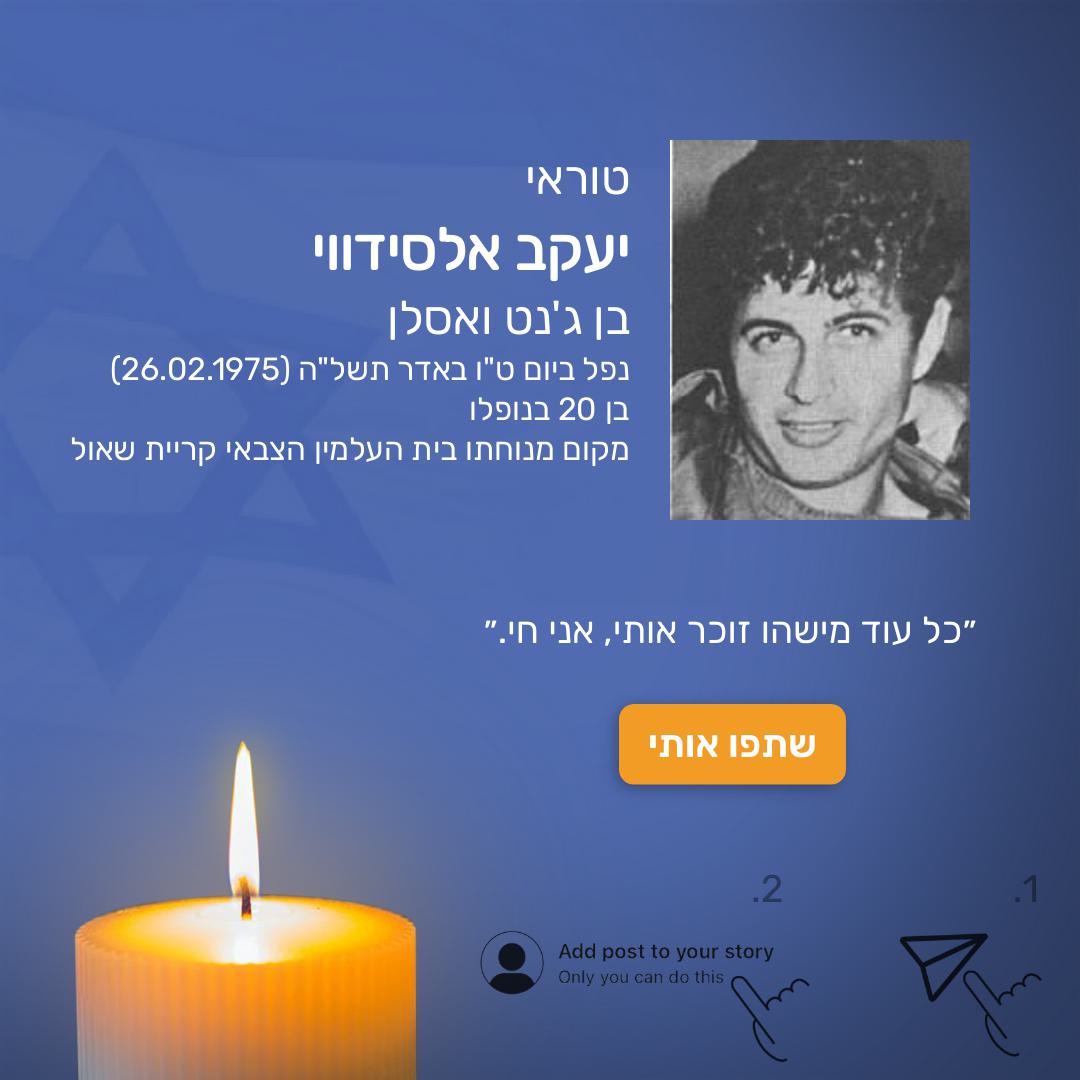 טוראי
יעקב אלסידווי
בן ג'נט ואסלן
נפל ביום ט"ו באדר תשל"ה (26.02.1975)
בן 20 בנופלו
מקום מנוחתו בית העלמין הצבאי קריית שאול
״כל עוד מישהו זוכר אותי, אני חי.״
שתפו אותי
.1
.2
Add post to your story
Only you can do this